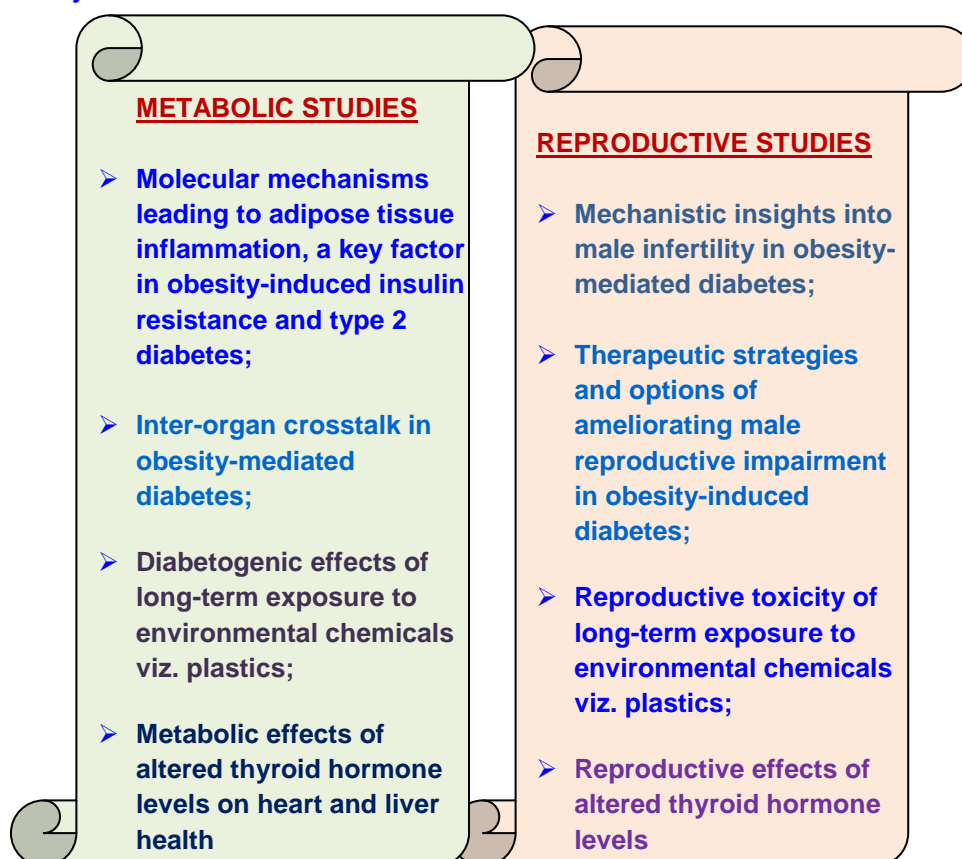 METABOLIC STUDIES
➢ Molecular mechanisms
leading to adipose tissue
inflammation, a key factor
in obesity-induced insulin
resistance and type 2
diabetes;
➢ Inter-organ crosstalk in
obesity-mediated
diabetes;
➢ Diabetogenic effects of
long-term exposure to
environmental chemicals
viz. plastics;
➢ Metabolic effects of
altered thyroid hormone
levels on heart and liver
health
REPRODUCTIVE STUDIES
➢ Mechanistic insights into
male infertility in obesity-
mediated diabetes;
➢ Therapeutic strategies
and options of
ameliorating male
reproductive impairment
in obesity-induced
diabetes;
➢ Reproductive toxicity of
long-term exposure to
environmental chemicals
viz. plastics;
➢ Reproductive effects of
altered thyroid hormone
levels